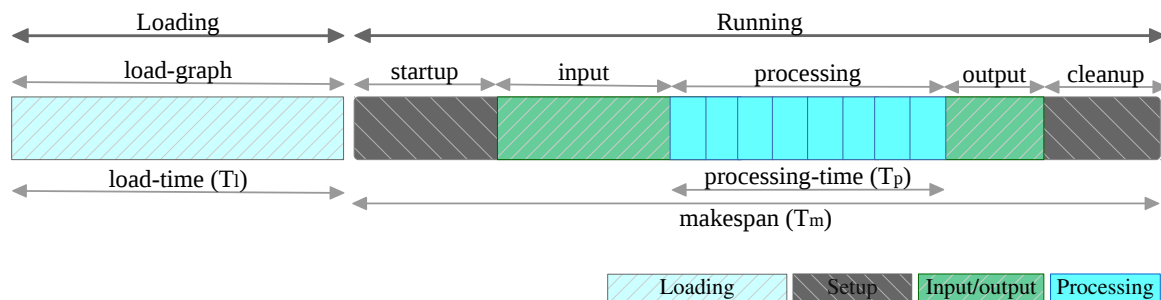 Loading Running
load-graph startup input processing output cleanup
load-time (Tl) processing-time (Tp)
makespan (Tm)
Loading Setup Input/output Processing